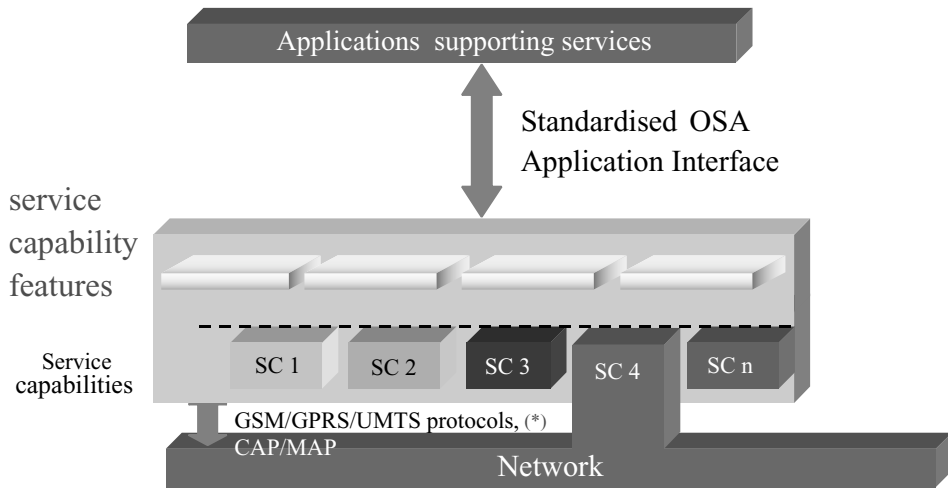 Applications supporting services
Standardised OSA
Application Interface
service
capability
features
Service
capabilities
SC 1
SC 2
SC 3
SC 4
SC n
GSM/GPRS/UMTS protocols, (*)
CAP/MAP
Network